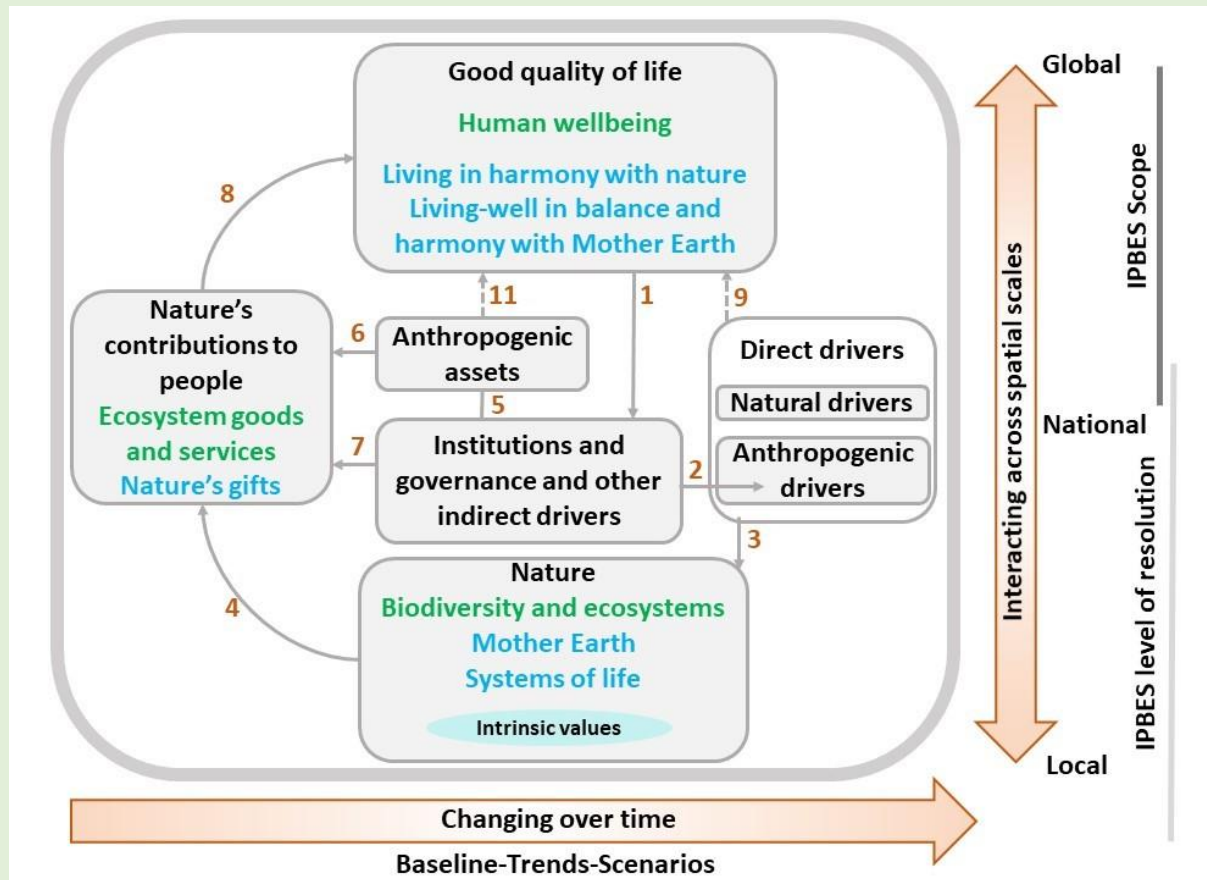 Good quality of life
Human wellbeing
Living in harmony with nature
Living-well in balance and
harmony with Mother Earth
8
11
1
9
Nature's
contributions to
people
Ecosystem goods
and services
Nature's gifts
6
Anthropogenic
assets
5
7
Institutions and
governance and other
indirect drivers
2
Direct drivers
Natural drivers
Anthropogenic
drivers
3
4
Nature
Biodiversity and ecosystems
Mother Earth
Systems of life
Intrinsic values
Global
National
Local
Interacting across spatial scales
IPBES Scope
IPBES level of resolution
Changing over time
Baseline-Trends-Scenarios